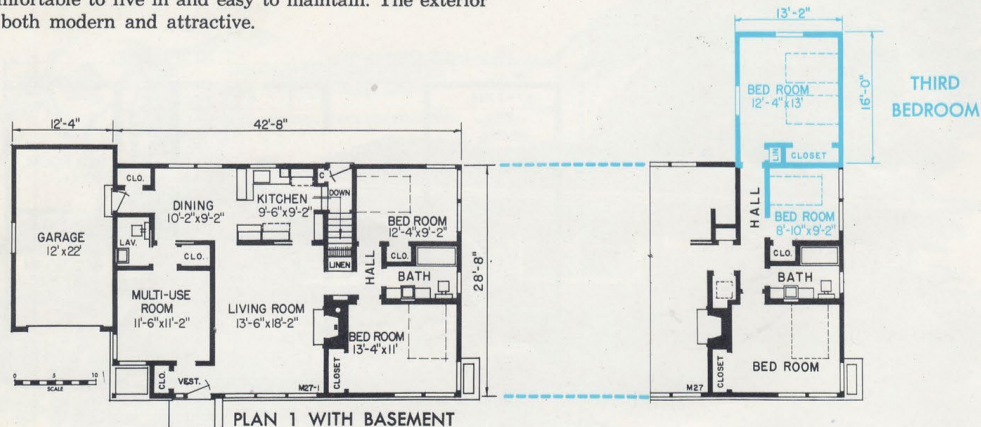 mfortable to live in and easy to maintain. The exterior
both modern and attractive.
13'-2"
BED ROOM
12'-4"x13'
16'-0"
THIRD
BEDROOM
LIN
CLOSET
12'-4"
42'-8"
CLO.
C
DOWN
KITCHEN
9'-6"x9'-2"
DINING
10'-2"x9'-2"
BED ROOM
12'-4"x9'-2"
GARAGE
12'x22'
LAV.
CLO.
LINEN
HALL
CLO.
BATH
28'-8"
MULTI-USE
ROOM
11'-6"x11'-2"
LIVING ROOM
13'-6"x18'-2"
BED ROOM
13'-4"x11'
CLOSET
0 5 10
SCALE
CLO.
VEST.
M27-1
PLAN 1 WITH BASEMENT
HALL
BED ROOM
8'-10"x9'-2"
CLO.
BATH
BED ROOM
CLOSET
M27